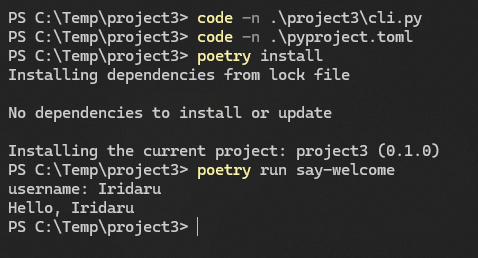 PS C:\Temp\project3> code -n .\project3\cli.py
PS C:\Temp\project3> code -n .\pyproject.toml
PS C:\Temp\project3> poetry install
Installing dependencies from lock file
No dependencies to install or update
Installing the current project: project3 (0.1.0)
PS C:\Temp\project3> poetry run say-welcome
username: Iridaru
Hello, Iridaru
PS C:\Temp\project3>